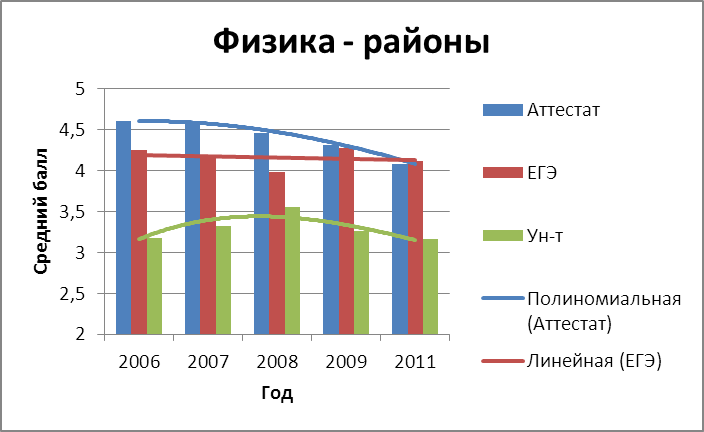 Физика - районы
Средний балл
5
4,5
4
3,5
3
2,5
2
2006 2007 2008 2009 2011
Год
Аттестат
ЕГЭ
Ун-т
Полиномиальная
(Аттестат)
Линейная (ЕГЭ)